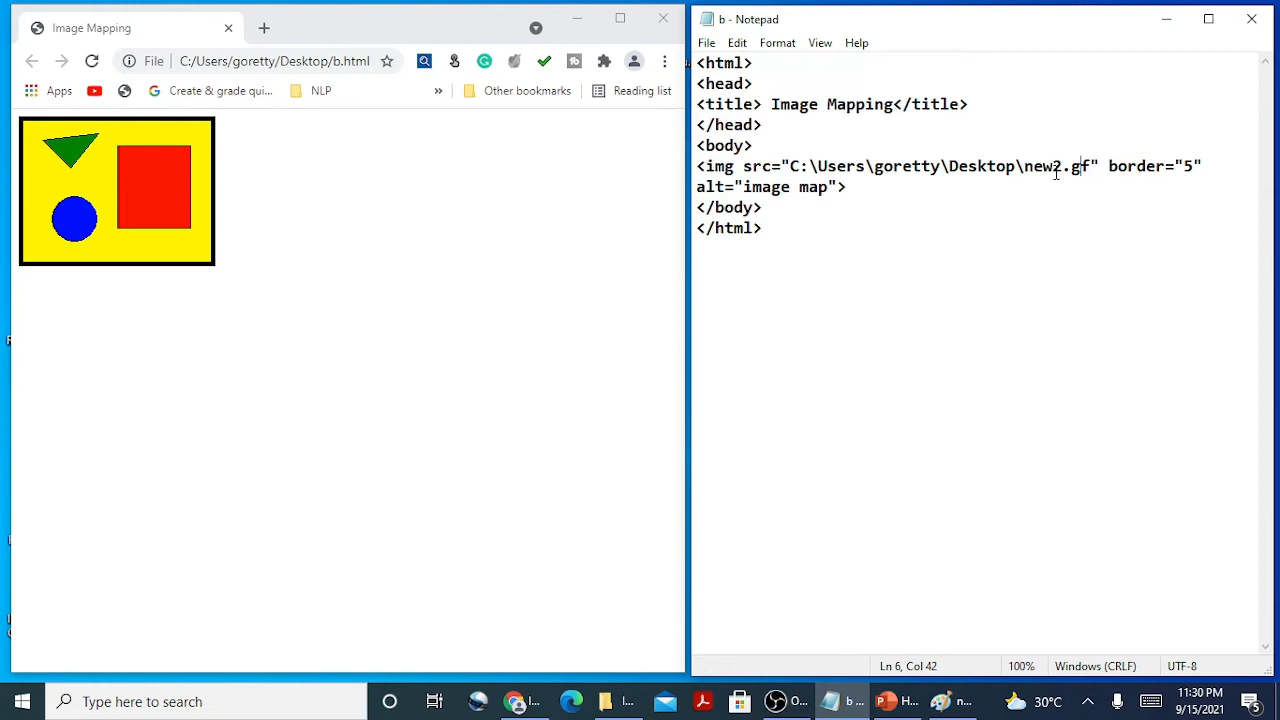 Image Mapping
File C:/Users/goretty/Desktop/b.html
Apps Create & grade qui... NLP » Other bookmarks Reading list
b - Notepad
File Edit Format View Help
<html>
<head>
<title> Image Mapping</title>
</head>
<body>
<img src="C:\Users\goretty\Desktop\new2.gf" border="5"
alt="image map">
</body>
</html>
Ln 6, Col 42 100% Windows (CRLF) UTF-8
Type here to search
I... I... O... b ... H... n... 30°C 11:30 PM
9/15/2021
5